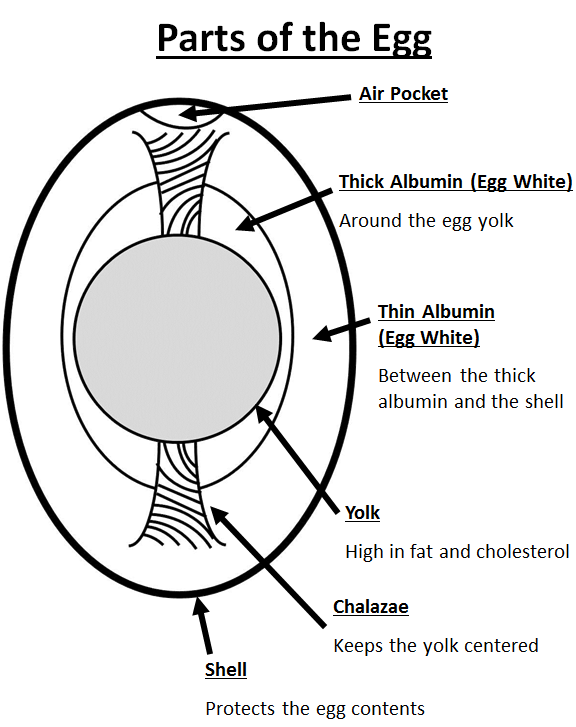 Parts of the Egg
Air Pocket
Thick Albumin (Egg White)
Around the egg yolk
Thin Albumin
(Egg White)
Between the thick
albumin and the shell
Yolk
High in fat and cholesterol
Chalazae
Keeps the yolk centered
Shell
Protects the egg contents